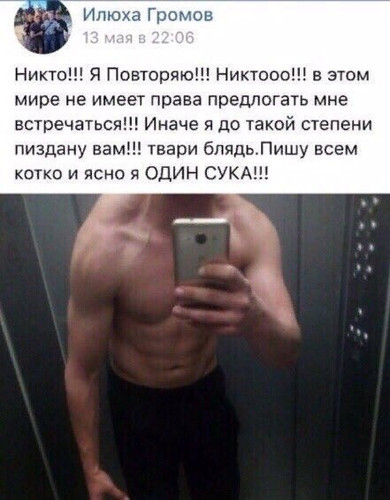 Илюха Громов
13 мая в 22:06
Никто!!! Я Повторяю!!! Никтооо!!! в этом
мире не имеет права предлогать мне
встречаться!!! Иначе я до такой степени
пиздану вам!!! твари блядь.Пишу всем
котко и ясно я ОДИН СУКА!!!